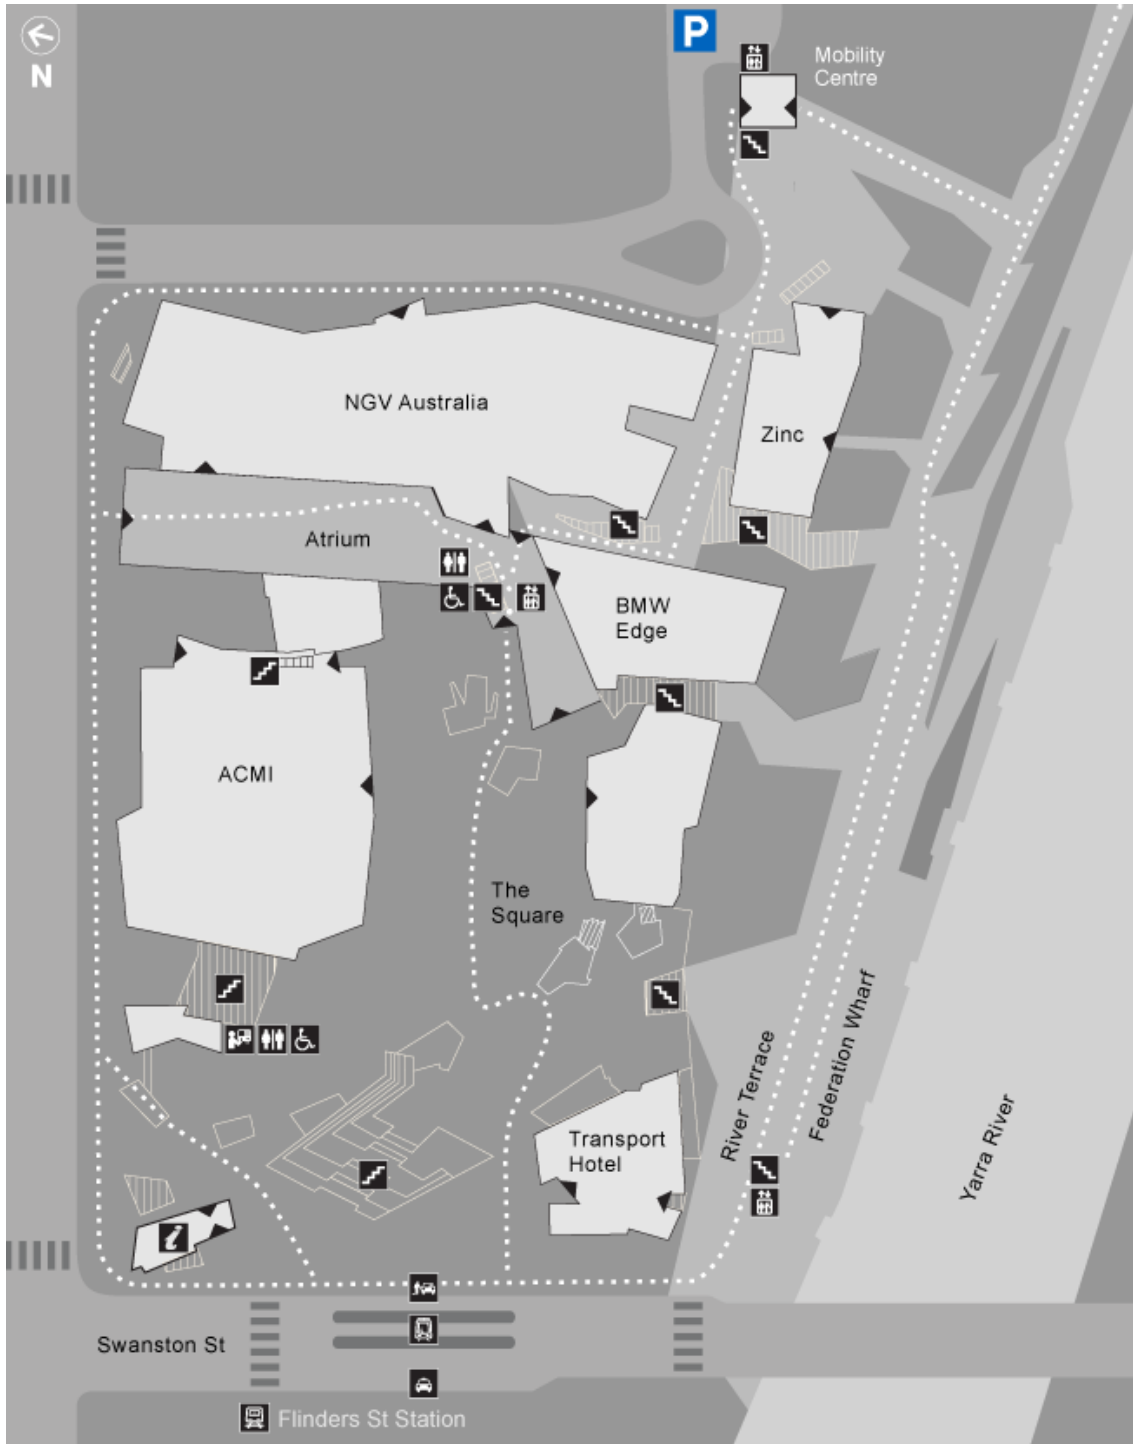 N
P
Mobility
Centre
NGV Australia
Zinc
Atrium
BMW
Edge
ACMI
The
Square
River Terrace
Federation Wharf
Yarra River
Transport
Hotel
i
Swanston St
Flinders St Station